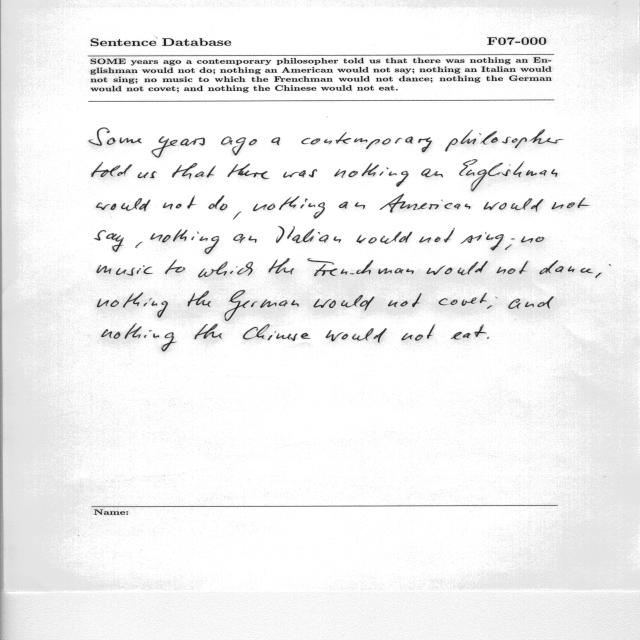 Sentence Database F07-000
SOME years ago a contemporary philosopher told us that there was nothing an En-
glishman would not do; nothing an American would not say; nothing an Italian would
not sing; no music to which the Frenchman would not dance; nothing the German
would not covet; and nothing the Chinese would not eat.
Some years ago a contemporary philosopher
told us that there was nothing an Englishman
would not do, nothing an American would not
say, nothing an Italian would not sing; no
music to which the Frenchman would not dance;
nothing the German would not covet; and
nothing the Chinese would not eat.
Name: